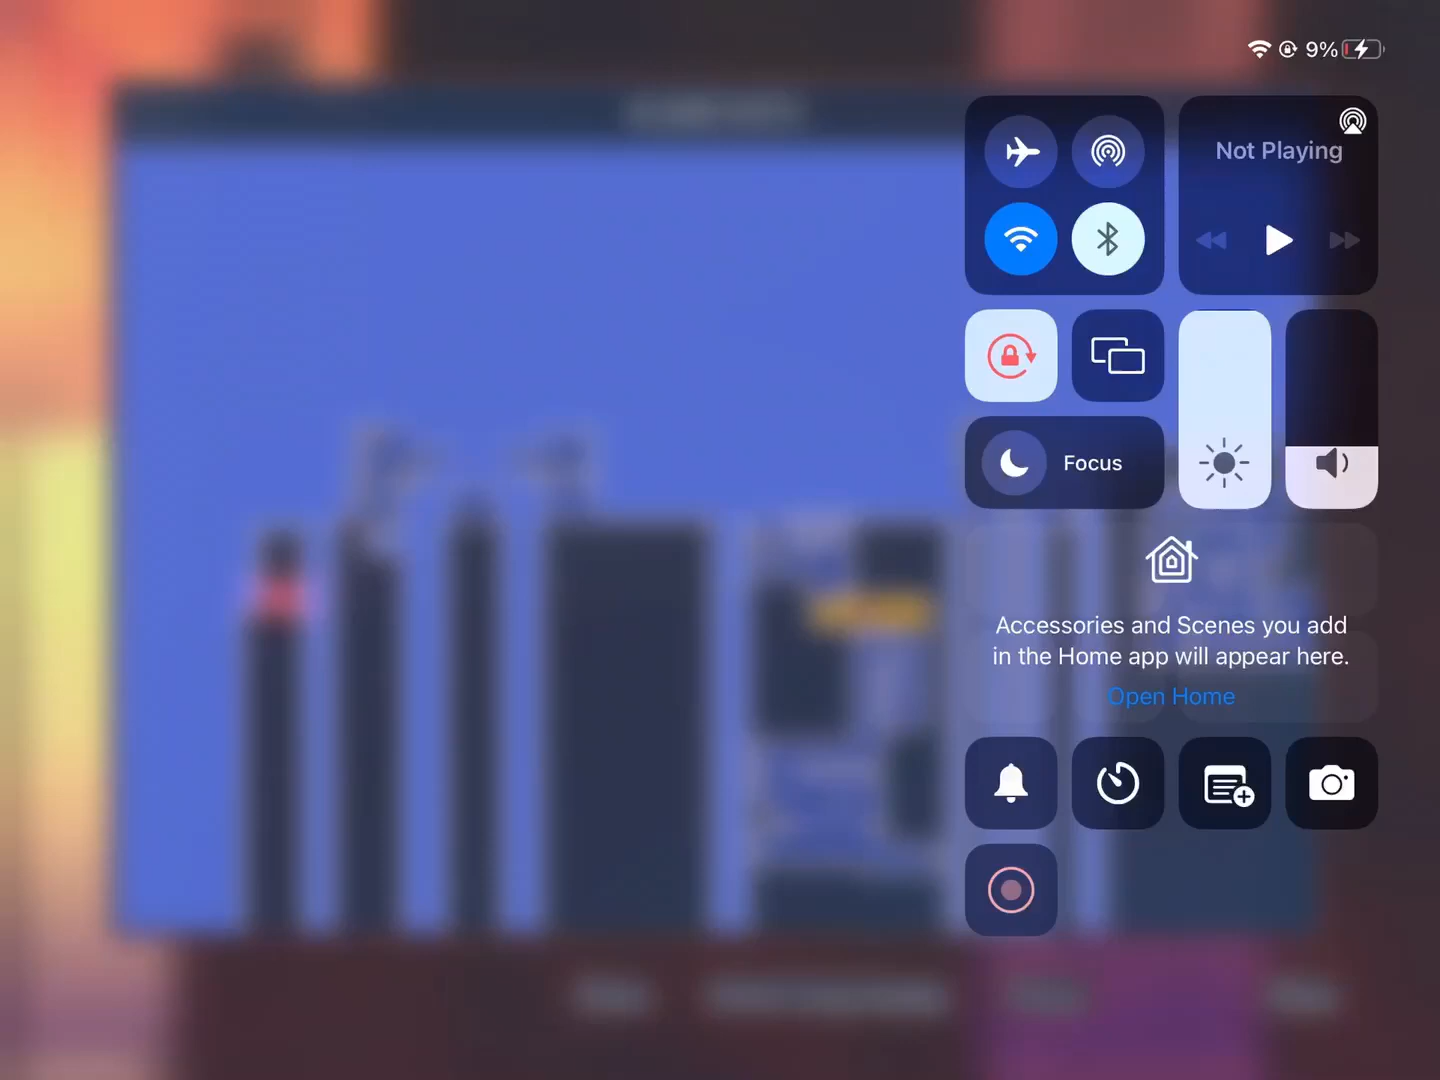 9%
Not Playing
Focus
Accessories and Scenes you add
in the Home app will appear here.
Open Home